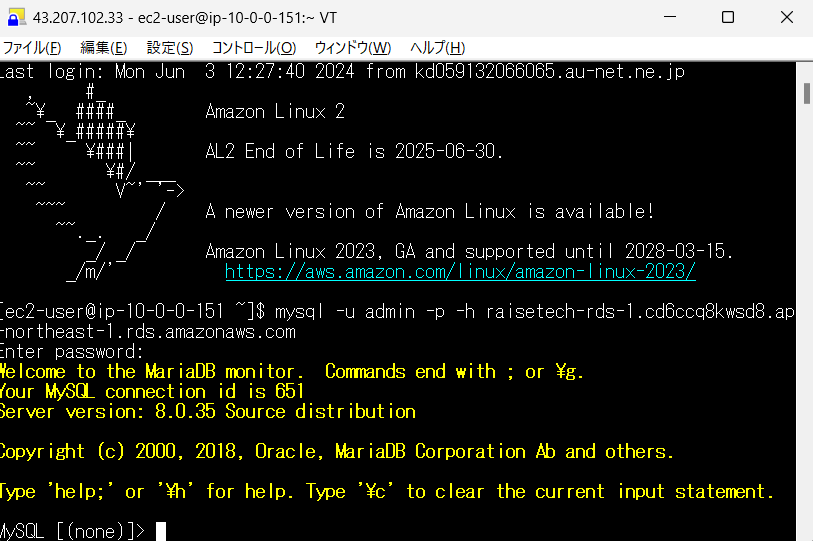 43.207.102.33 - ec2-user@ip-10-0-0-151:~ VT
ファイル(F) 編集(E) 設定(S) コントロール(O) ウィンドウ(W) ヘルプ(H)
Last login: Mon Jun  3 12:27:40 2024 from kd059132066065.au-net.ne.jp
   ,     #_
   ~¥_  ####_        Amazon Linux 2
  ~~  ¥_#####¥
  ~~     ¥###|       AL2 End of Life is 2025-06-30.
  ~~       ¥#/ ___
   ~~       V~' '->
    ~~~         /    A newer version of Amazon Linux is available!
      ~~._.   _/
         _/ _/       Amazon Linux 2023, GA and supported until 2028-03-15.
       _/m/'           https://aws.amazon.com/linux/amazon-linux-2023/
[ec2-user@ip-10-0-0-151 ~]$ mysql -u admin -p -h raisetech-rds-1.cd6ccq8kwsd8.ap
-northeast-1.rds.amazonaws.com
Enter password:
Welcome to the MariaDB monitor.  Commands end with ; or ¥g.
Your MySQL connection id is 651
Server version: 8.0.35 Source distribution
Copyright (c) 2000, 2018, Oracle, MariaDB Corporation Ab and others.
Type 'help;' or '¥h' for help. Type '¥c' to clear the current input statement.
MySQL [(none)]>